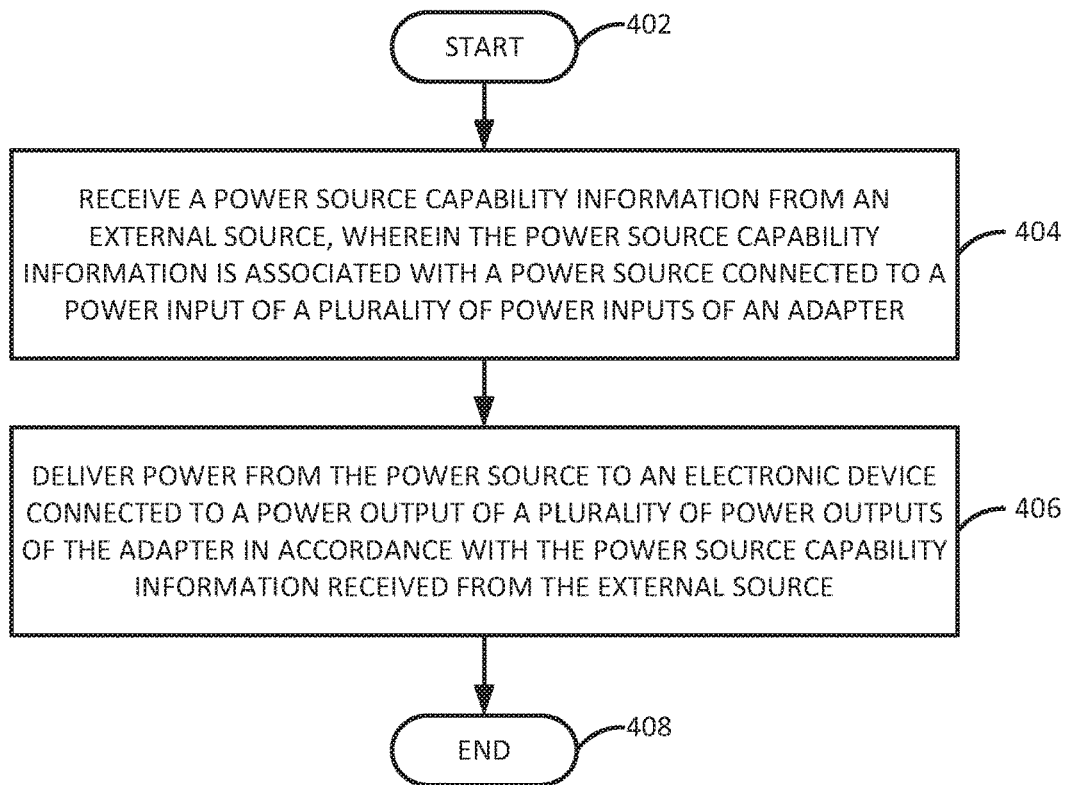 START
402
RECEIVE A POWER SOURCE CAPABILITY INFORMATION FROM AN
EXTERNAL SOURCE, WHEREIN THE POWER SOURCE CAPABILITY
INFORMATION IS ASSOCIATED WITH A POWER SOURCE CONNECTED TO A
POWER INPUT OF A PLURALITY OF POWER INPUTS OF AN ADAPTER
404
DELIVER POWER FROM THE POWER SOURCE TO AN ELECTRONIC DEVICE
CONNECTED TO A POWER OUTPUT OF A PLURALITY OF POWER OUTPUTS
OF THE ADAPTER IN ACCORDANCE WITH THE POWER SOURCE CAPABILITY
INFORMATION RECEIVED FROM THE EXTERNAL SOURCE
406
END
408